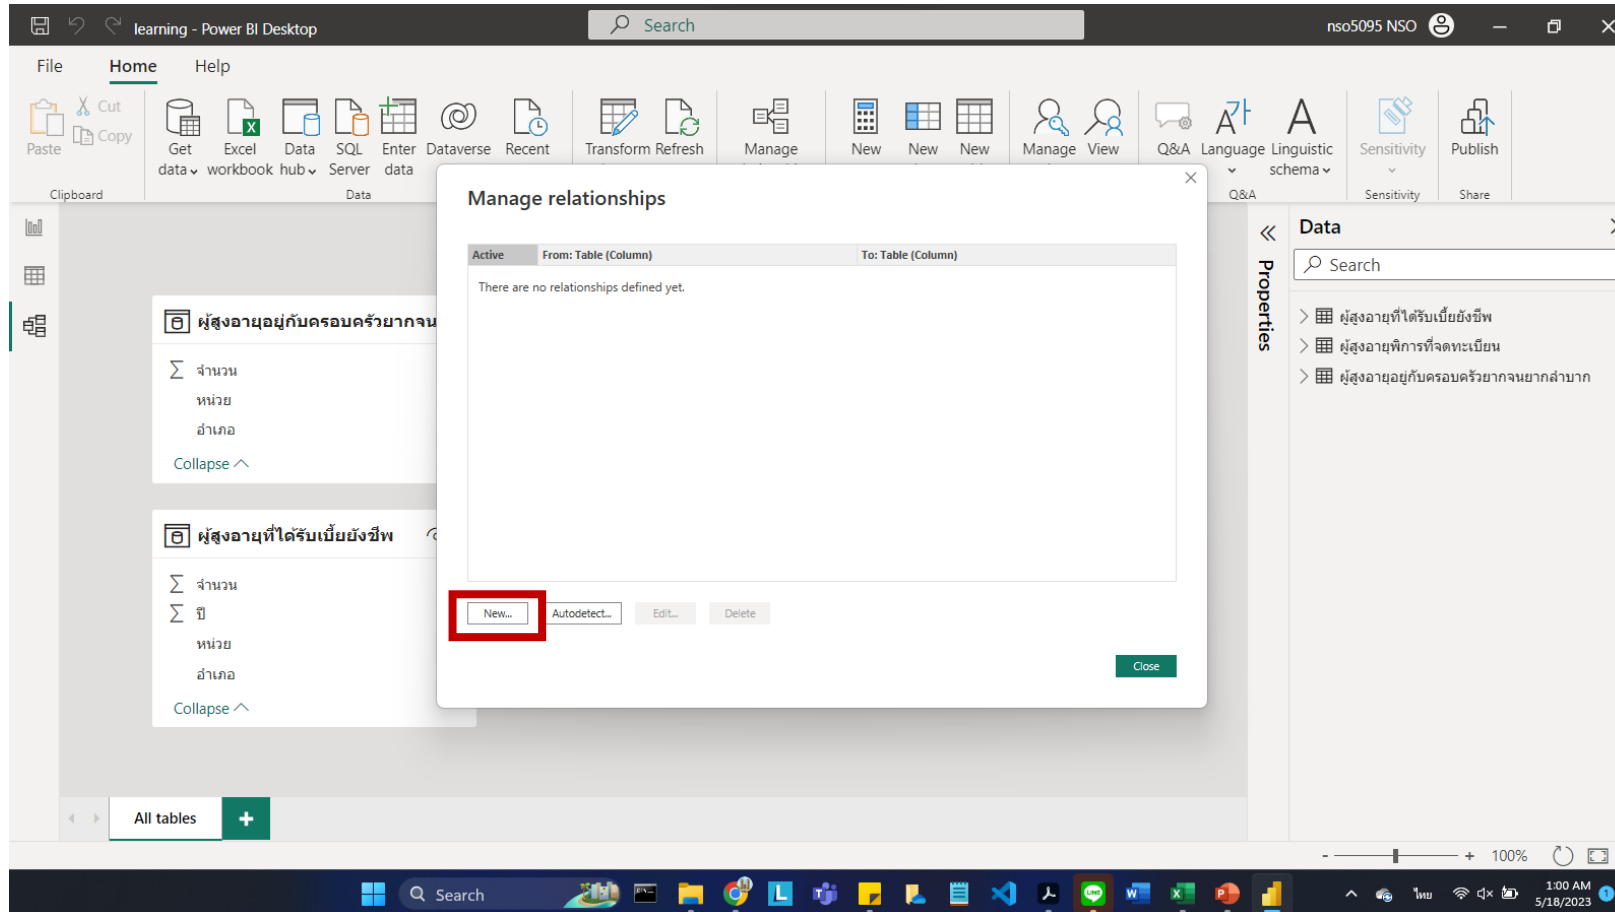 learning - Power BI Desktop
Search
nso5095 NSO
File Home Help
Paste
Cut
Copy
Clipboard
Get data
Excel workbook
Data hub
SQL Server
Enter data
Dataverse
Recent
Data
Transform
Refresh
Manage
New
New
New
Manage
View
Q&A
Language
Linguistic schema
Q&A
Sensitivity
Sensitivity
Publish
Share
ผู้สูงอายุอยู่กับครอบครัวยากจน
จำนวน
หน่วย
อำเภอ
Collapse
ผู้สูงอายุที่ได้รับเบี้ยยังชีพ
จำนวน
ปี
หน่วย
อำเภอ
Collapse
Manage relationships
Active From: Table (Column) To: Table (Column)
There are no relationships defined yet.
New... Autodetect... Edit... Delete
Close
Properties
Data
Search
ผู้สูงอายุที่ได้รับเบี้ยยังชีพ
ผู้สูงอายุพิการที่จดทะเบียน
ผู้สูงอายุอยู่กับครอบครัวยากจนยากลำบาก
All tables
- + 100%
Search
ไทย
1:00 AM
5/18/2023
1